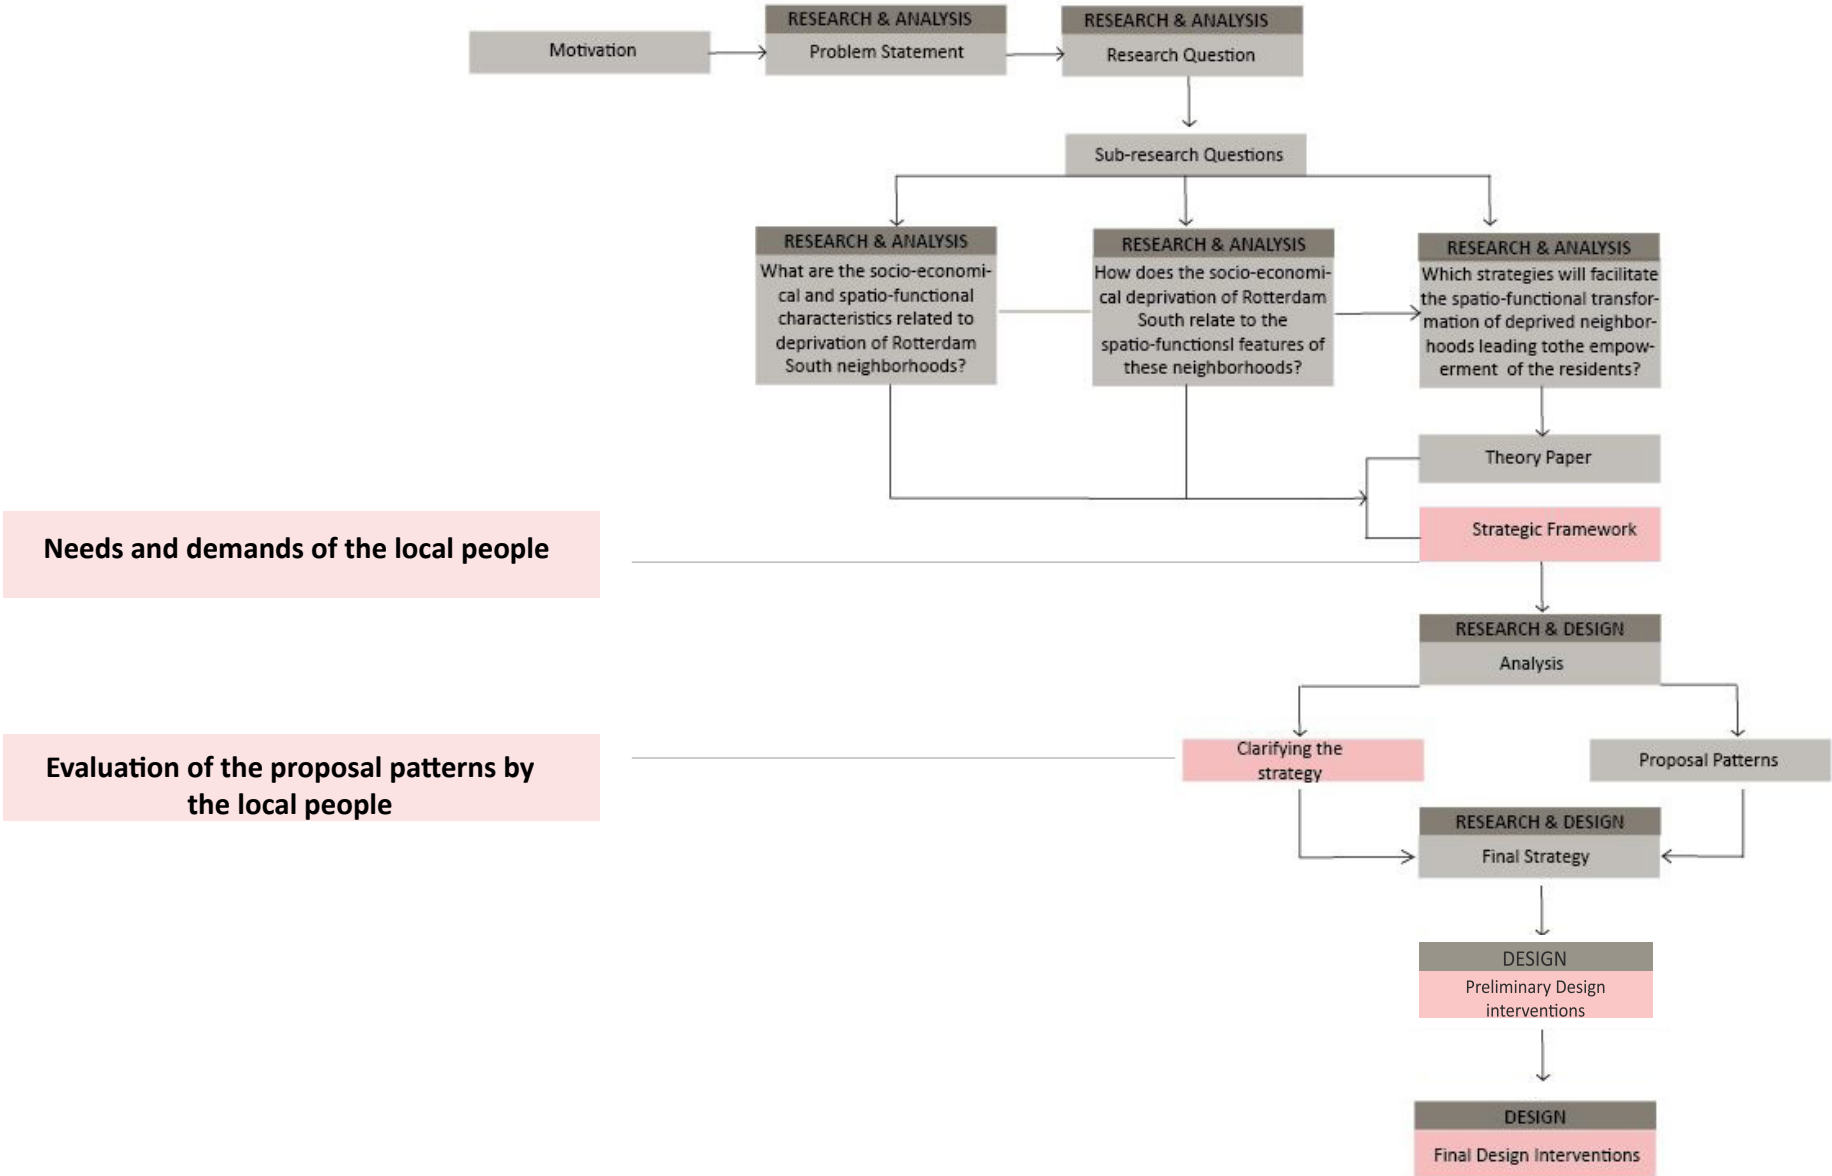 RESEARCH & ANALYSIS
RESEARCH & ANALYSIS
Motivation
Problem Statement
Research Question
Sub-research Questions
RESEARCH & ANALYSIS
What are the socio-economi-
cal and spatio-functional
characteristics related to
deprivation of Rotterdam
South neighborhoods?
RESEARCH & ANALYSIS
How does the socio-economi-
cal deprivation of Rotterdam
South relate to the
spatio-functionsl features of
these neighborhoods?
RESEARCH & ANALYSIS
Which strategies will facilitate
the spatio-functional transfor-
mation of deprived neighbor-
hoods leading tothe empow-
erment of the residents?
Theory Paper
Strategic Framework
Needs and demands of the local people
RESEARCH & DESIGN
Analysis
Evaluation of the proposal patterns by
the local people
Clarifying the
strategy
Proposal Patterns
RESEARCH & DESIGN
Final Strategy
DESIGN
Preliminary Design
interventions
DESIGN
Final Design Interventions